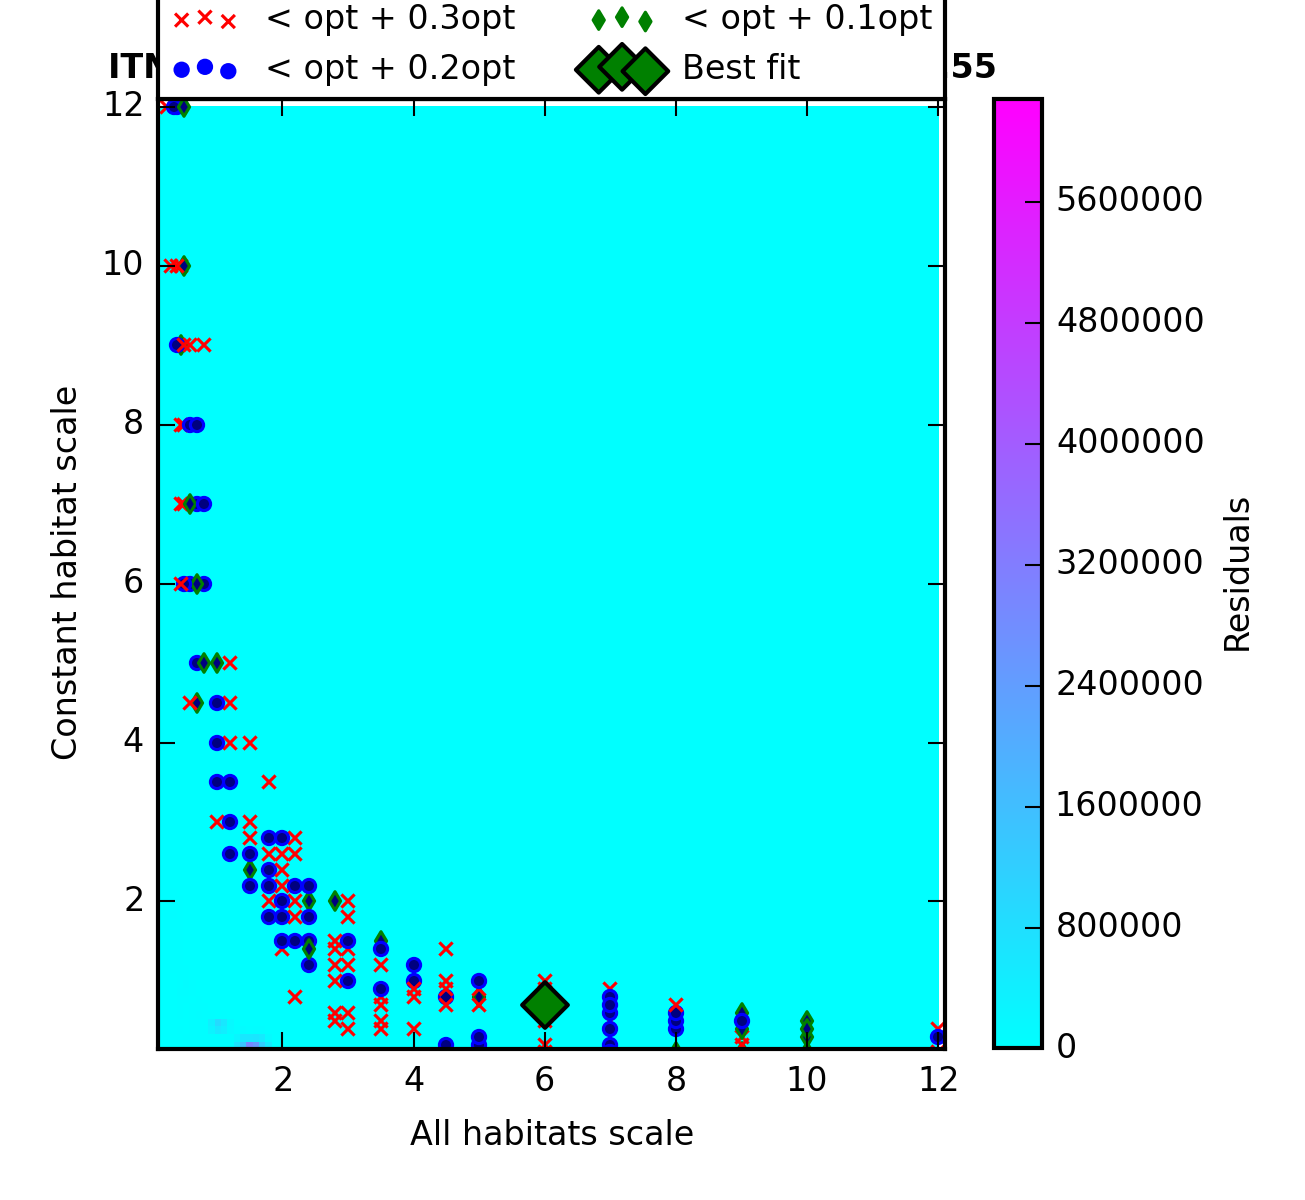 < opt + 0.3opt < opt + 0.1opt
< opt + 0.2opt Best fit
55
12
10
8
6
4
2
Constant habitat scale
2 4 6 8 10 12
All habitats scale
5600000
4800000
4000000
3200000
2400000
1600000
800000
0
Residuals